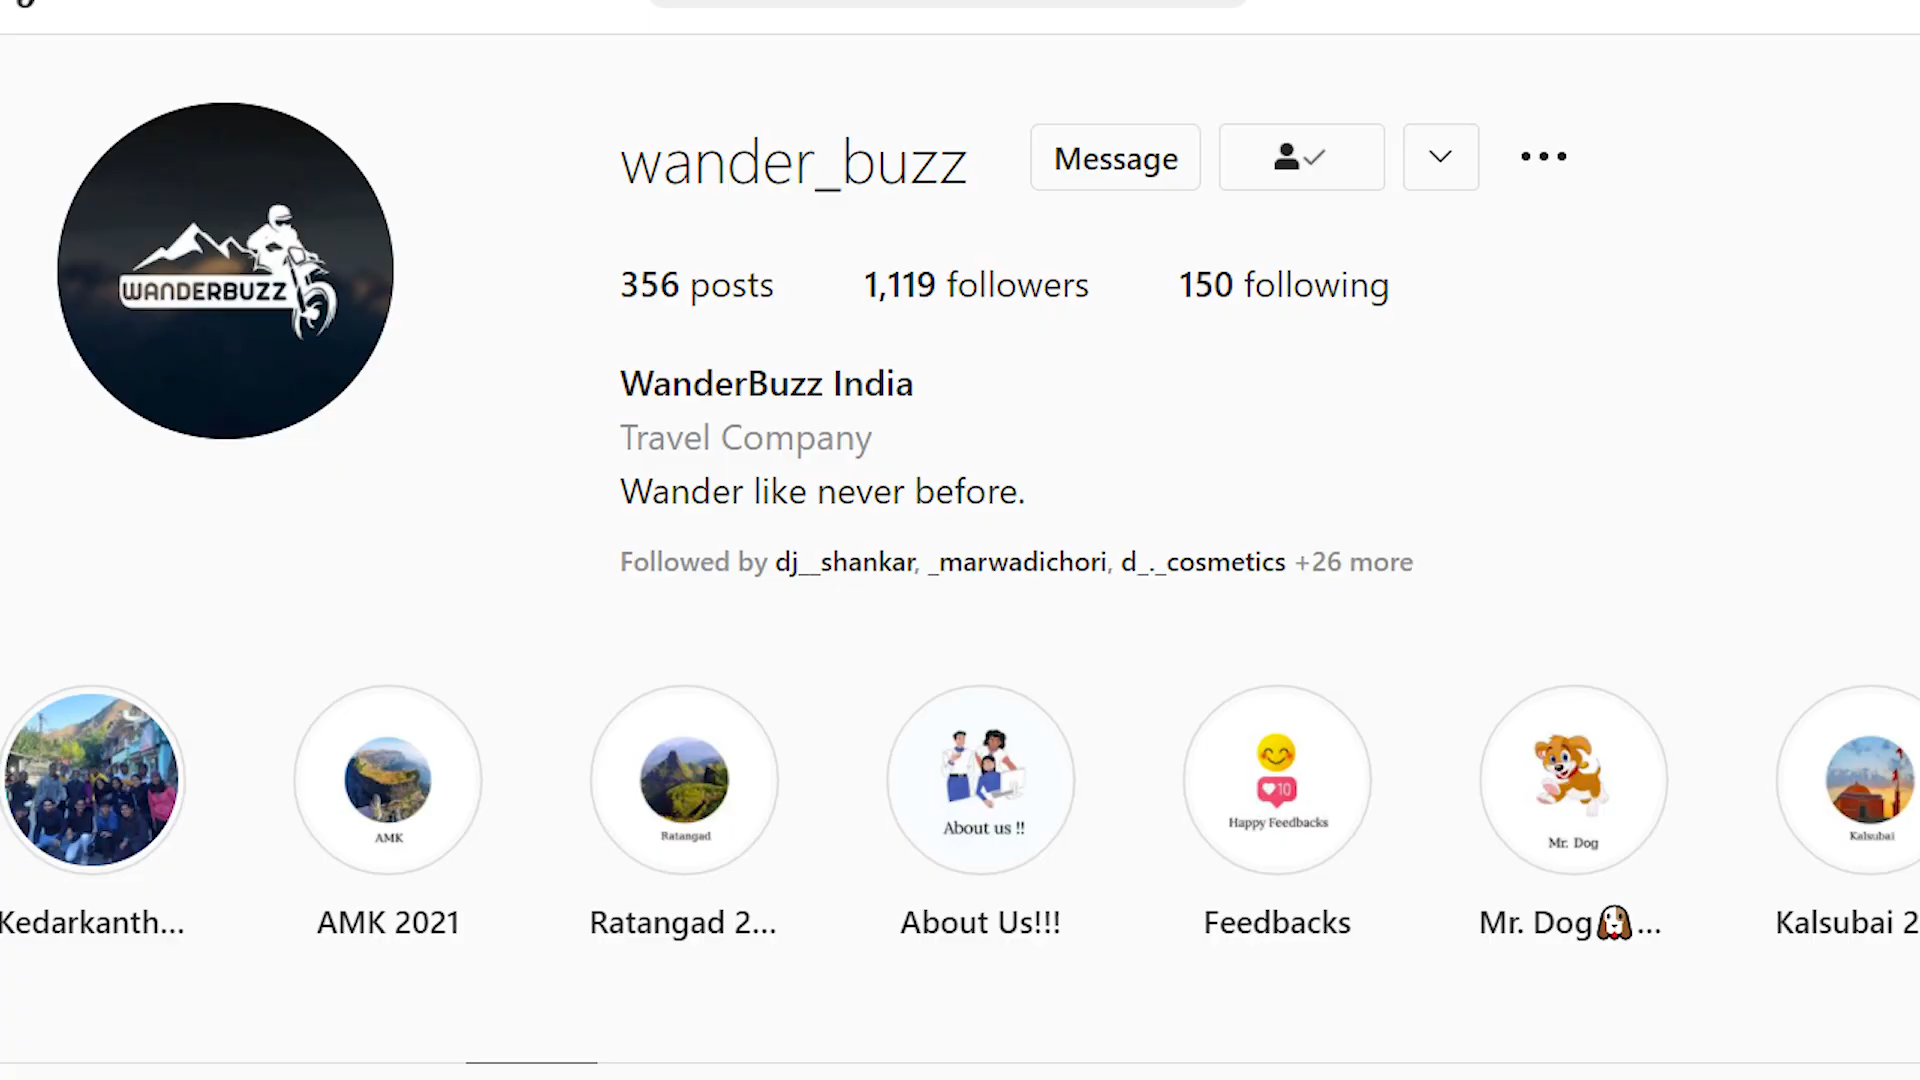 wander_buzz
Message
356 posts
1,119 followers
150 following
WANDERBUZZ
WanderBuzz India
Travel Company
Wander like never before.
Followed by dj__shankar, _marwadichori, d_._cosmetics +26 more
AMK
Ratangad
About us !!
10
Happy Feedbacks
Mr. Dog
Kalsubai
Kedarkanth...
AMK 2021
Ratangad 2...
About Us!!!
Feedbacks
Mr. Dog🐶...
Kalsubai 2